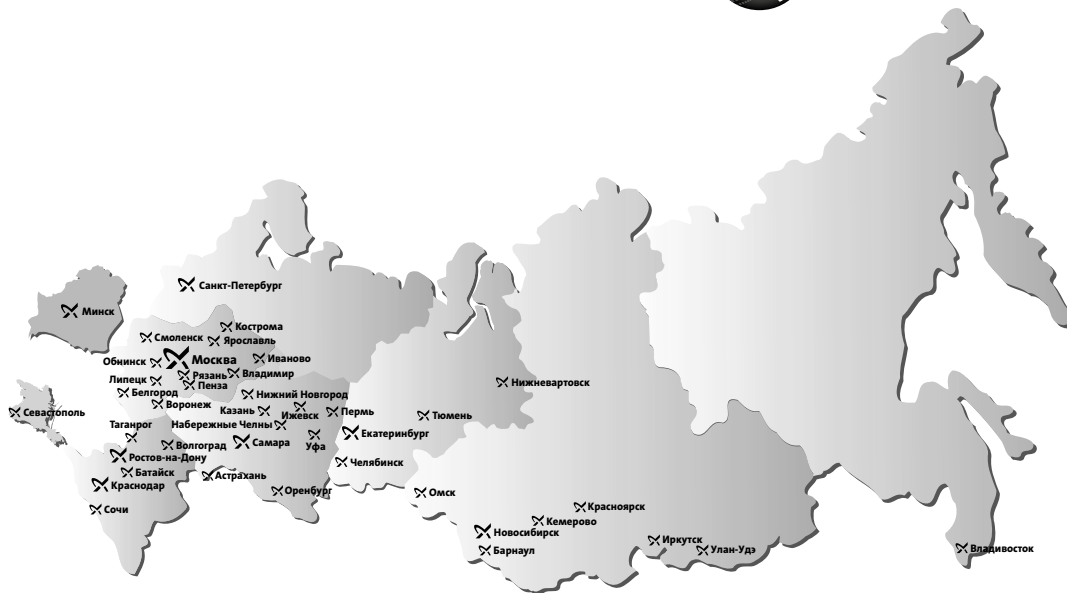 Санкт-Петербург
Минск
Кострома
Смоленск
Ярославль
Обнинск
Москва
Иваново
Рязань
Владимир
Липецк
Пенза
Нижневартовск
Белгород
Нижний Новгород
Воронеж
Казань
Ижевск
Пермь
Севастополь
Тюмень
Таганрог
Набережные Челны
Екатеринбург
Волгоград
Самара
Уфа
Ростов-на-Дону
Челябинск
Батайск
Астрахань
Краснодар
Оренбург
Омск
Сочи
Красноярск
Кемерово
Новосибирск
Иркутск
Барнаул
Улан-Удэ
Владивосток